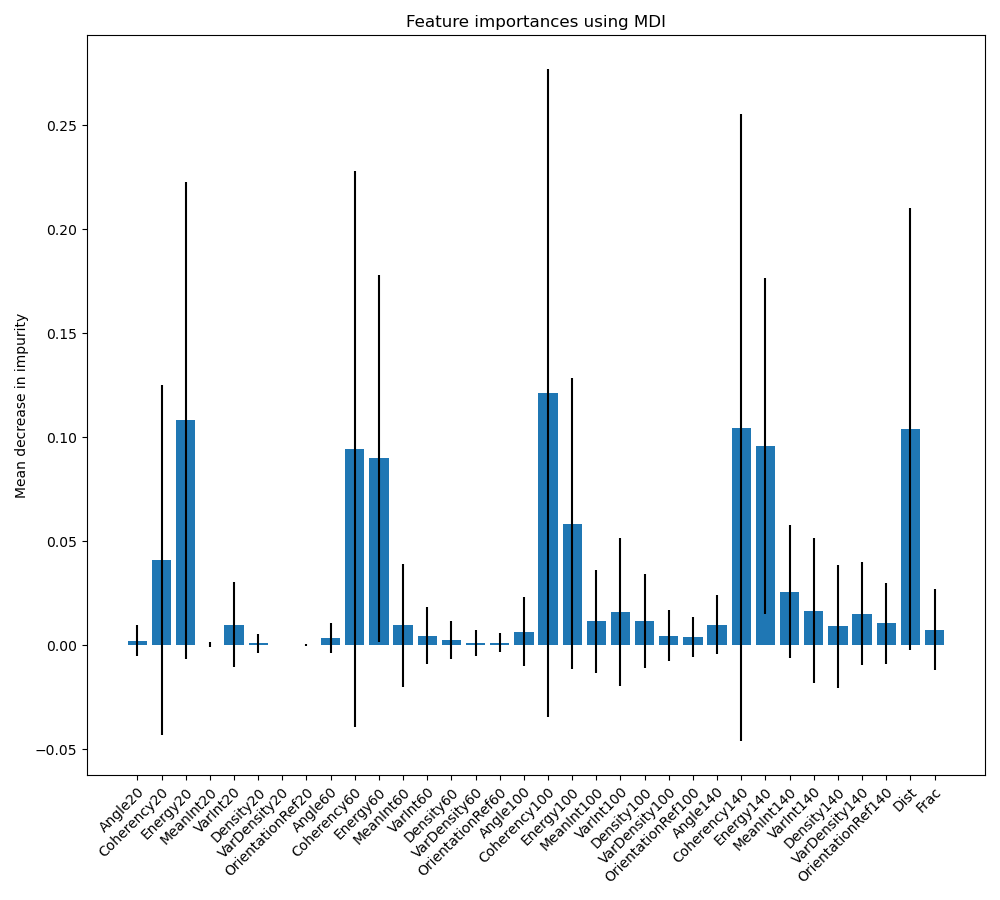 Feature importances using MDI
Mean decrease in impurity
0.25
0.20
0.15
0.10
0.05
0.00
−0.05
Angle20
Coherency20
Energy20
MeanInt20
VarInt20
Density20
VarDensity20
OrientationRef20
Angle60
Coherency60
Energy60
MeanInt60
VarInt60
Density60
VarDensity60
OrientationRef60
Angle100
Coherency100
Energy100
MeanInt100
VarInt100
Density100
VarDensity100
OrientationRef100
Angle140
Coherency140
Energy140
MeanInt140
VarInt140
Density140
VarDensity140
OrientationRef140
Dist
Frac